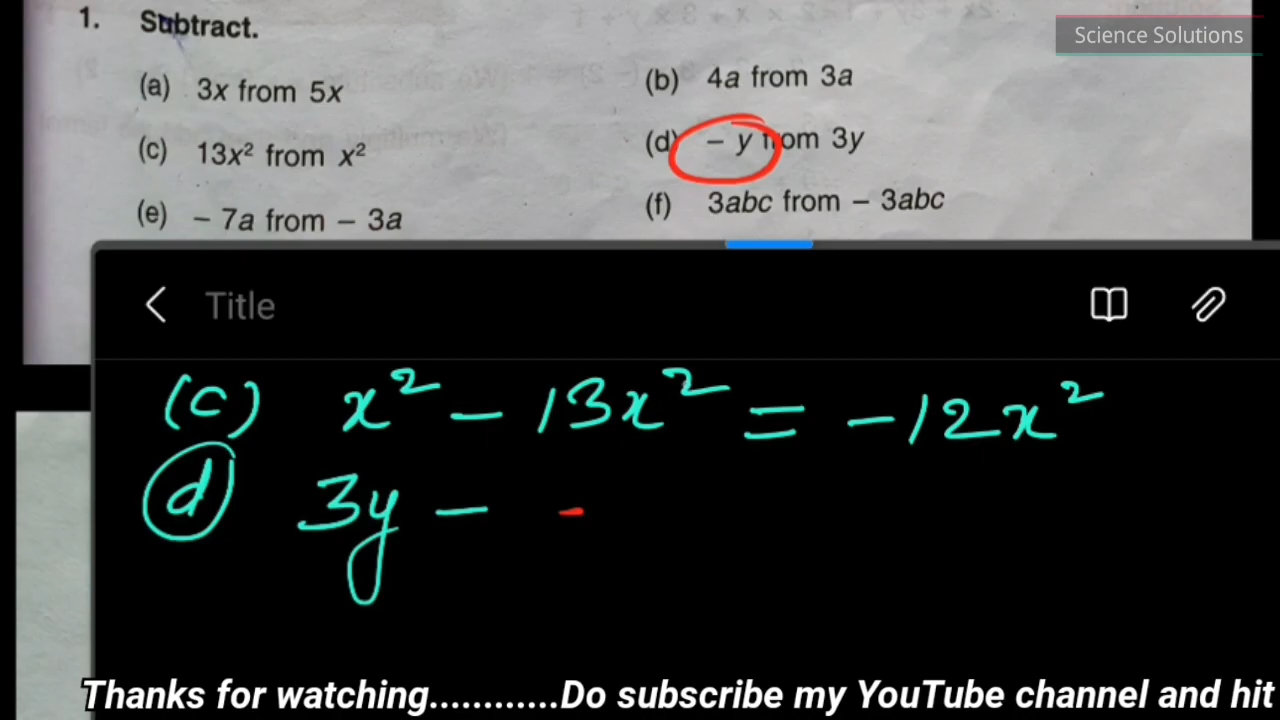 1. Subtract.
Science Solutions
(a) 3x from 5x (b) 4a from 3a
(c) 13x² from x² (d) – y from 3y
(e) – 7a from – 3a (f) 3abc from – 3abc
Title
(c) x² – 13x² = –12x²
(d) 3y – -
Thanks for watching............Do subscribe my YouTube channel and hit